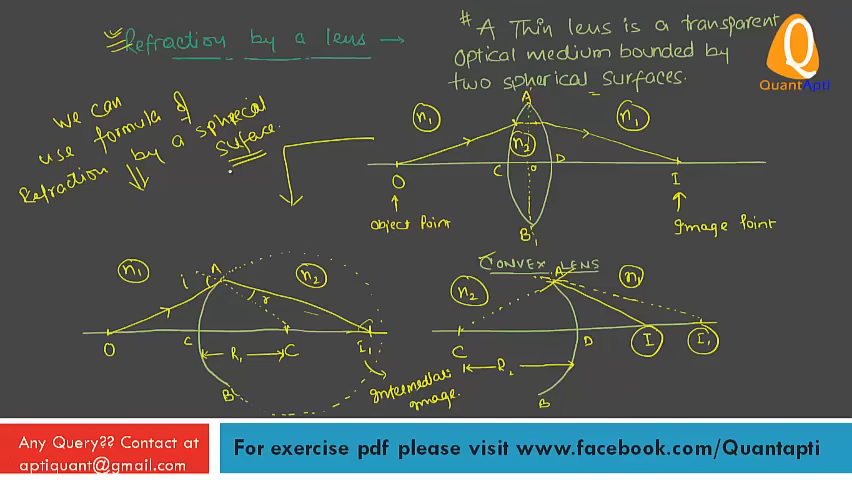 Refraction by a lens →
# A Thin lens is a transparent
optical medium bounded by
two spherical surfaces.
QuantApti
We can
use formula of
Refraction by a spherical
surface.
A
n1
n1
n2
C
D
O
O
I
B
Object Point
Image Point
CONVEX LENS
n1
i
A
n2
r
O
C
R1
C
I1
B
Intermediate
image.
n2
A
n1
C
R2
D
I
I1
B
Any Query?? Contact at
aptiquant@gmail.com
For exercise pdf please visit www.facebook.com/Quantapti